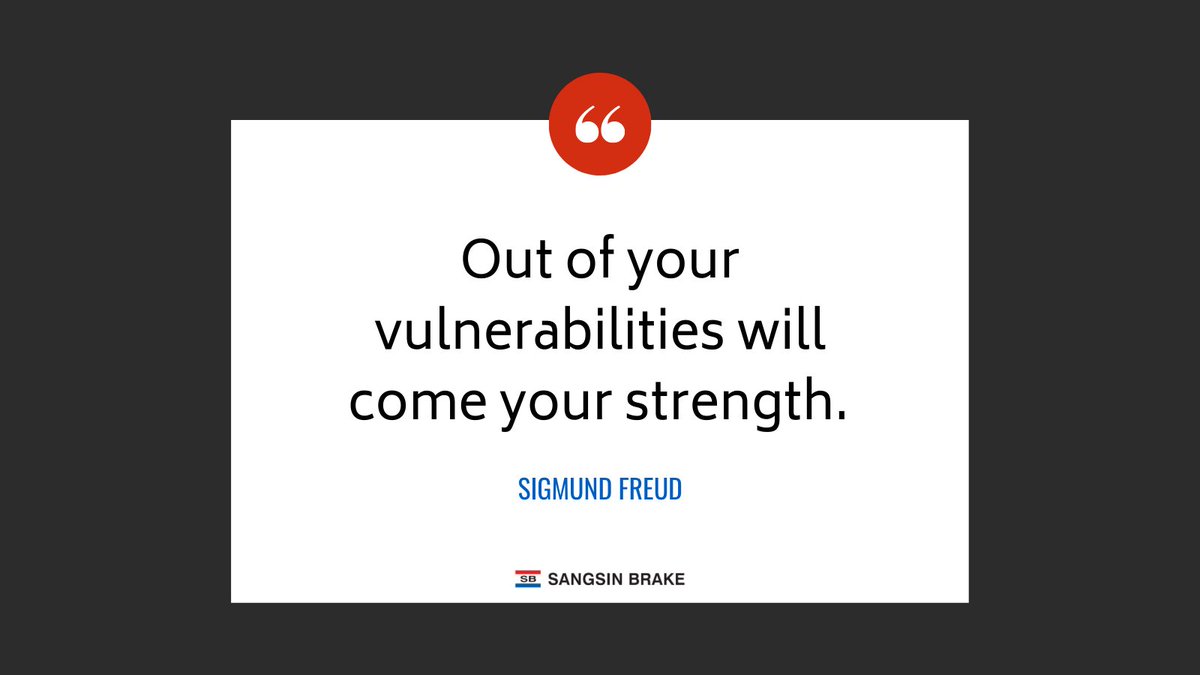 ❝
Out of your
vulnerabilities will
come your strength.
SIGMUND FREUD
SB SANGSIN BRAKE